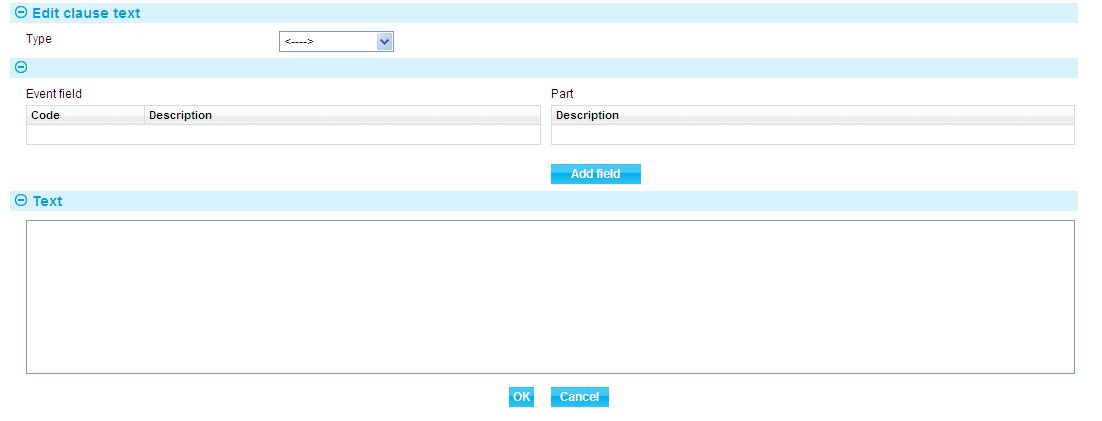 Edit clause text
Type <---->
Event field Part
Code Description Description
Add field
Text
OK Cancel